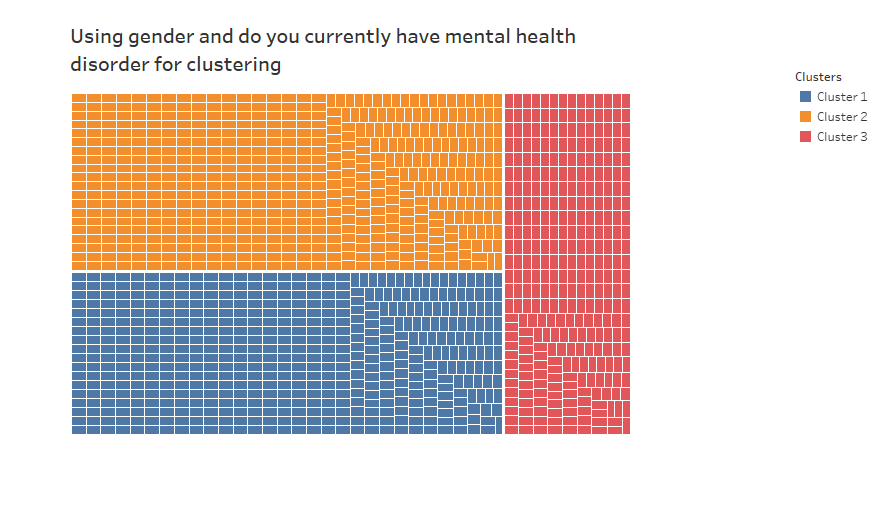 Using gender and do you currently have mental health
disorder for clustering
Clusters
Cluster 1
Cluster 2
Cluster 3